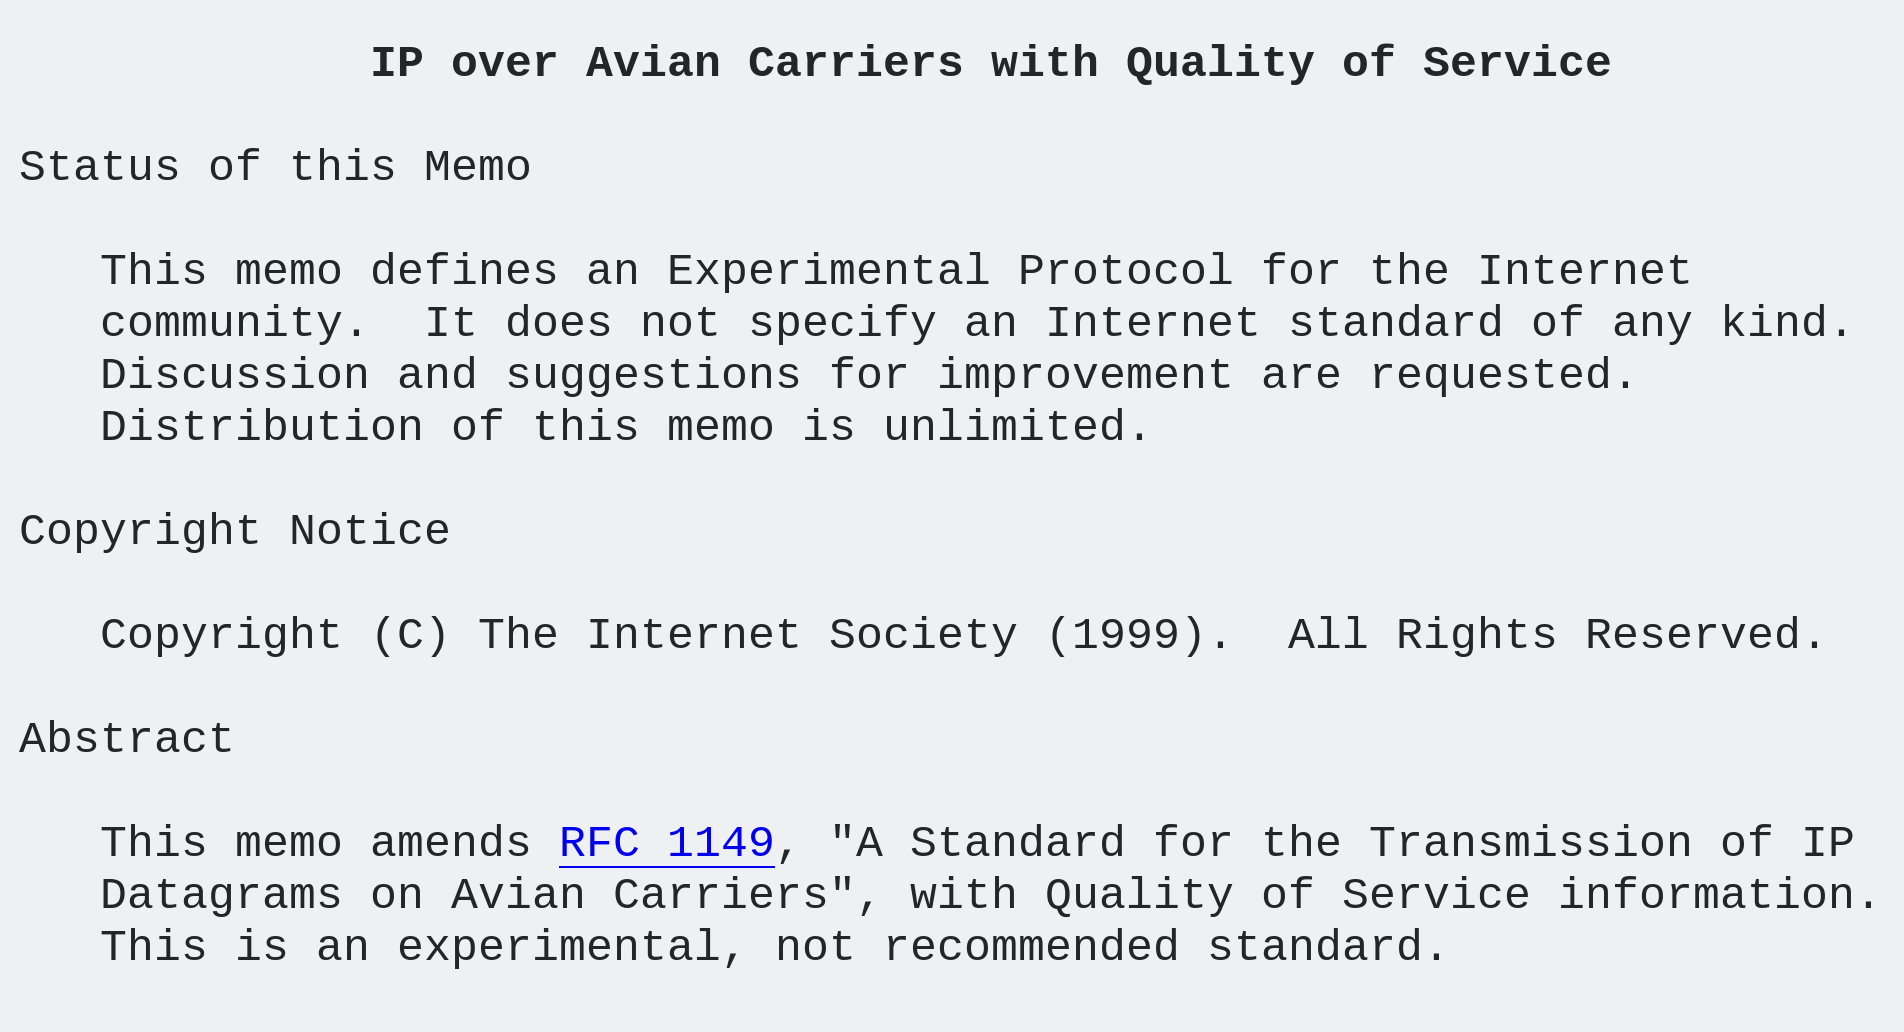 IP over Avian Carriers with Quality of Service
Status of this Memo
This memo defines an Experimental Protocol for the Internet
community.  It does not specify an Internet standard of any kind.
Discussion and suggestions for improvement are requested.
Distribution of this memo is unlimited.
Copyright Notice
Copyright (C) The Internet Society (1999).  All Rights Reserved.
Abstract
This memo amends RFC 1149, "A Standard for the Transmission of IP
Datagrams on Avian Carriers", with Quality of Service information.
This is an experimental, not recommended standard.